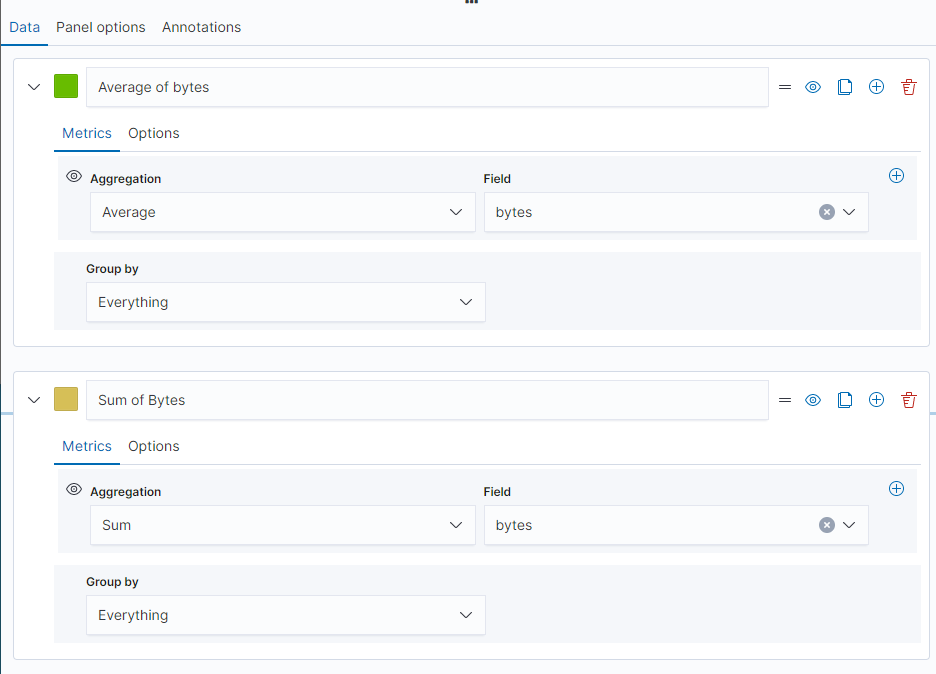 Data Panel options Annotations
Average of bytes
Metrics Options
Aggregation Field
Average bytes
Group by
Everything
Sum of Bytes
Metrics Options
Aggregation Field
Sum bytes
Group by
Everything